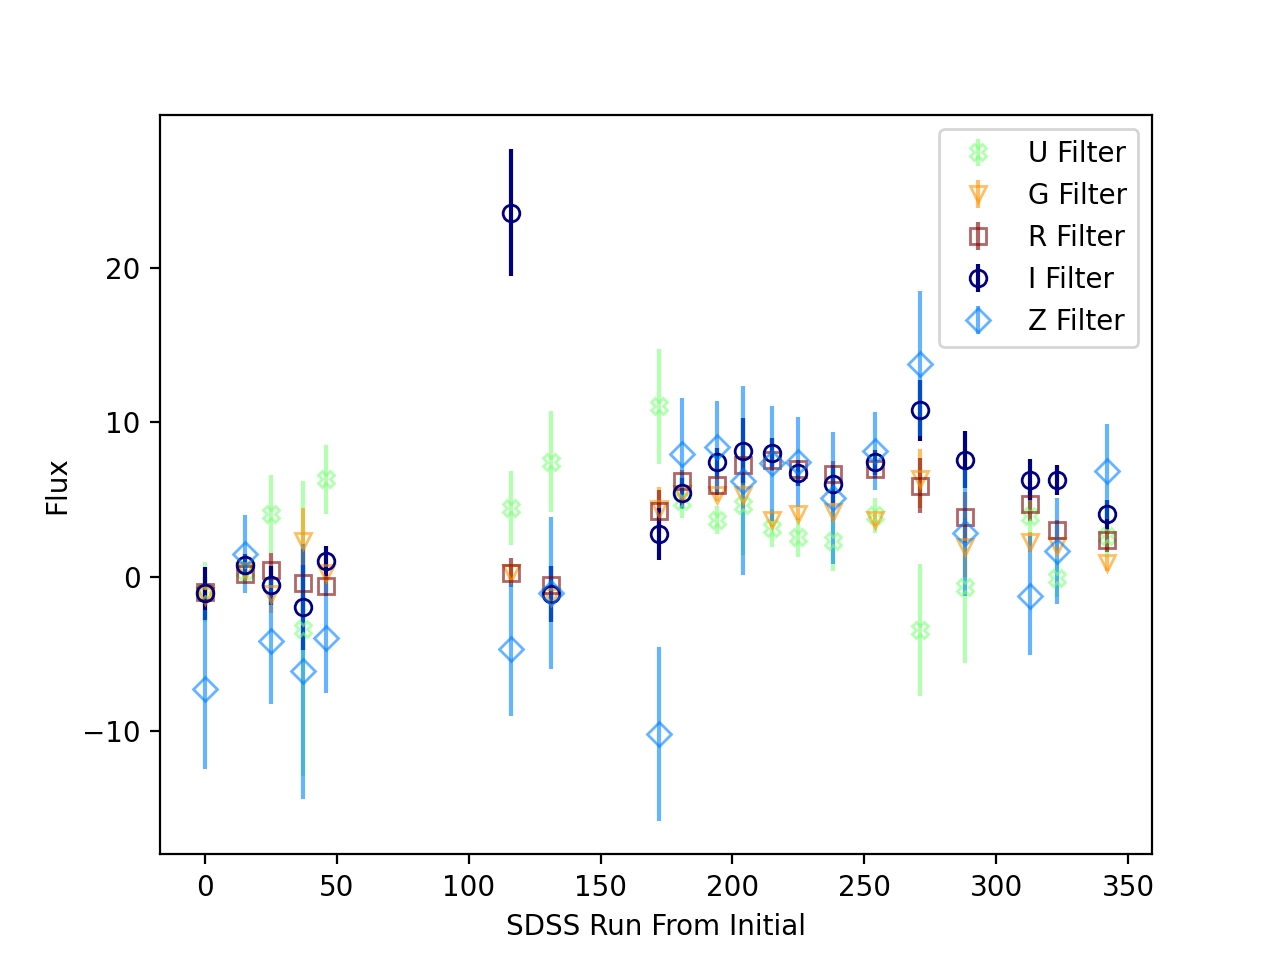 U Filter
G Filter
R Filter
I Filter
Z Filter
20
10
0
−10
Flux
0 50 100 150 200 250 300 350
SDSS Run From Initial